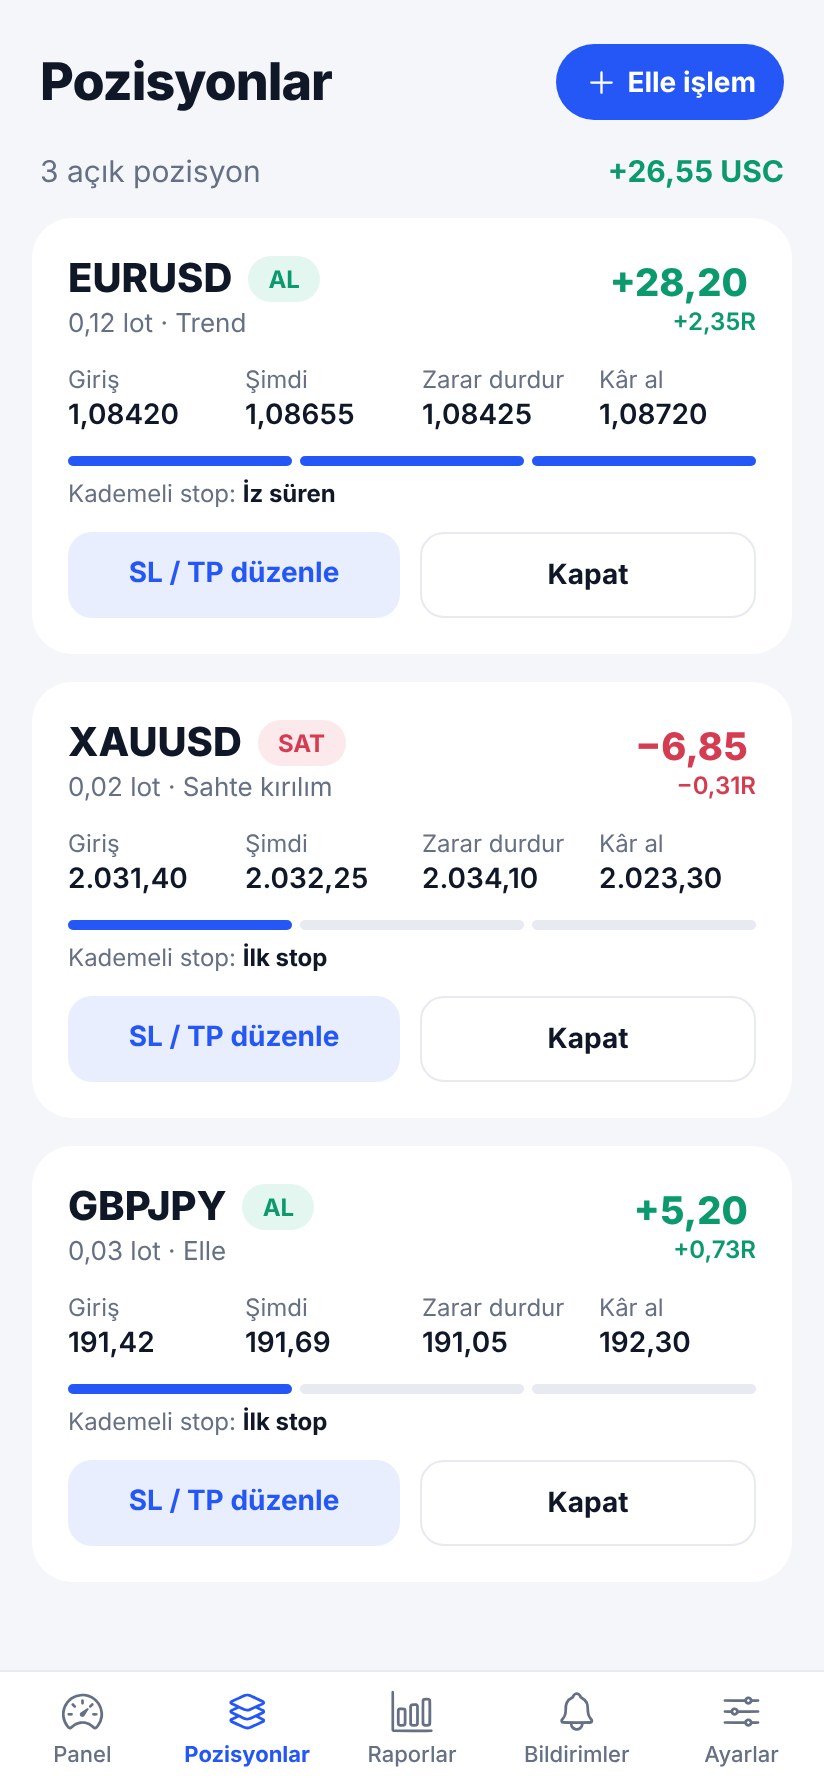 Pozisyonlar
+ Elle işlem
3 açık pozisyon
+26,55 USC
EURUSD AL
+28,20
0,12 lot · Trend
+2,35R
Giriş Şimdi Zarar durdur Kâr al
1,08420 1,08655 1,08425 1,08720
Kademeli stop: İz süren
SL / TP düzenle Kapat
XAUUSD SAT
−6,85
0,02 lot · Sahte kırılım
−0,31R
Giriş Şimdi Zarar durdur Kâr al
2.031,40 2.032,25 2.034,10 2.023,30
Kademeli stop: İlk stop
SL / TP düzenle Kapat
GBPJPY AL
+5,20
0,03 lot · Elle
+0,73R
Giriş Şimdi Zarar durdur Kâr al
191,42 191,69 191,05 192,30
Kademeli stop: İlk stop
SL / TP düzenle Kapat
Panel Pozisyonlar Raporlar Bildirimler Ayarlar